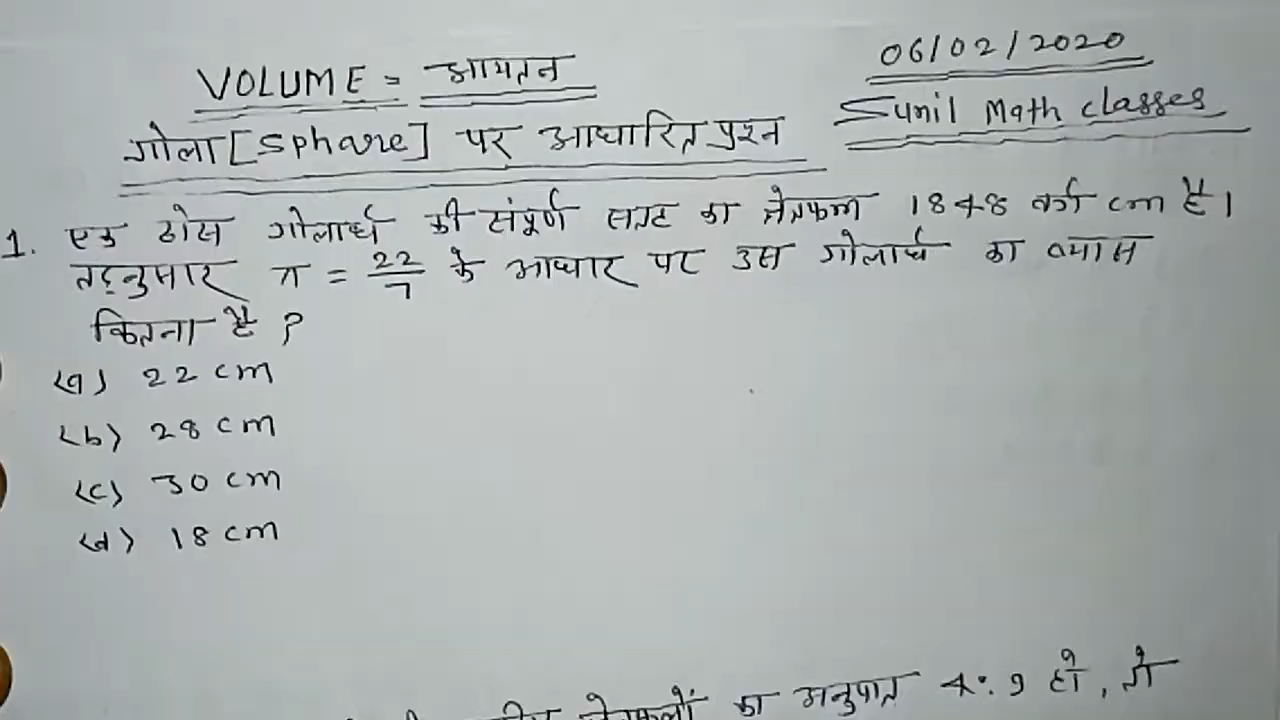 06/02/2020
VOLUME = आयतन
Sunil Math classes
गोला [sphare] पर आधारित प्रश्न
1. एक ठोस गोलार्ध की संपूर्ण सतह का क्षेत्रफल 1848 वर्ग cm है।
तद्नुसार π = 22/7 के आधार पर उस गोलार्ध का व्यास
कितना है ?
(a) 22 cm
(b) 28 cm
(c) 30 cm
(d) 18 cm
क्षेत्रफलों का अनुपात 4:9 हो, तो